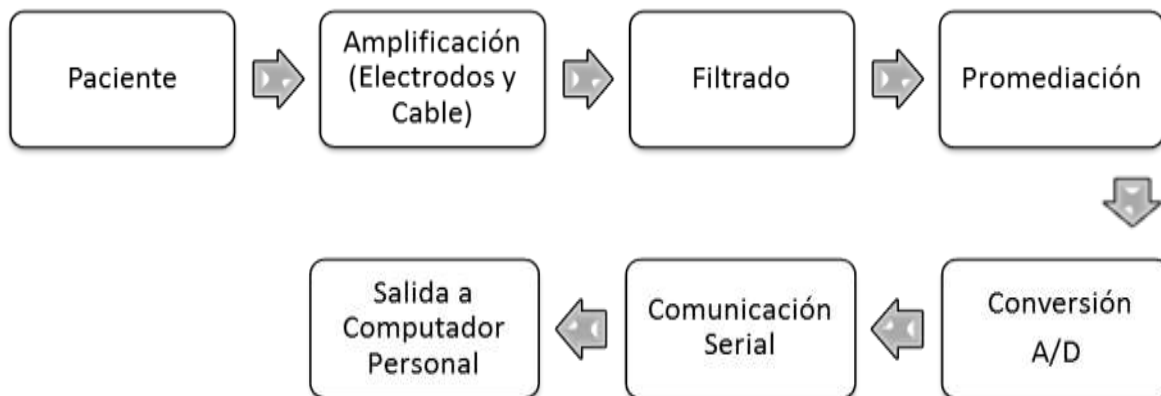 Paciente
Amplificación
(Electrodos y
Cable)
Filtrado
Promediación
Conversión
A/D
Comunicación
Serial
Salida a
Computador
Personal